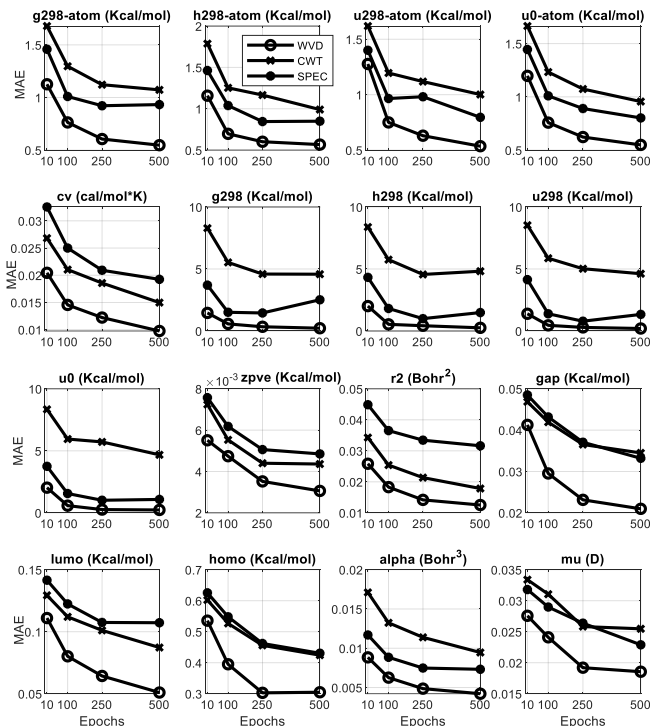 g298-atom (Kcal/mol) h298-atom (Kcal/mol) u298-atom (Kcal/mol) u0-atom (Kcal/mol)
MAE
1.5
1
0.5
10 100 250 500
2
1.5
1
0.5
10 100 250 500
WVD
CWT
SPEC
1.5
1
0.5
10 100 250 500
1.5
1
0.5
10 100 250 500
cv (cal/mol*K) g298 (Kcal/mol) h298 (Kcal/mol) u298 (Kcal/mol)
MAE
0.03
0.025
0.02
0.015
0.01
10 100 250 500
10
5
0
10 100 250 500
10
5
0
10 100 250 500
10
5
0
10 100 250 500
u0 (Kcal/mol) × 10⁻³ zpve (Kcal/mol) r2 (Bohr²) gap (Kcal/mol)
MAE
10
5
0
10 100 250 500
8
6
4
2
10 100 250 500
0.05
0.04
0.03
0.02
0.01
10 100 250 500
0.05
0.04
0.03
0.02
10 100 250 500
lumo (Kcal/mol) homo (Kcal/mol) alpha (Bohr³) mu (D)
MAE
0.15
0.1
0.05
10 100 250 500
Epochs
0.7
0.6
0.5
0.4
0.3
10 100 250 500
Epochs
0.02
0.015
0.01
0.005
10 100 250 500
Epochs
0.035
0.03
0.025
0.02
0.015
10 100 250 500
Epochs